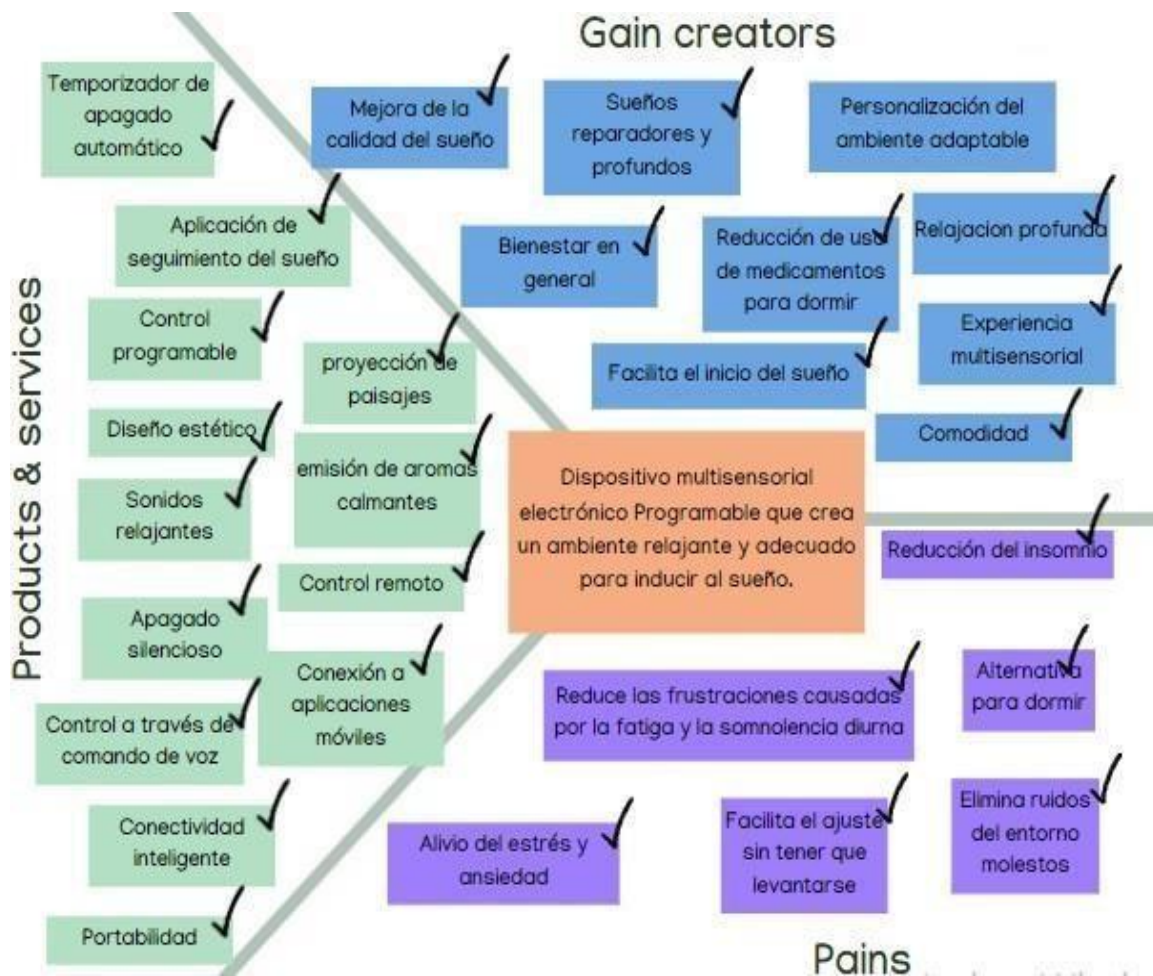 Gain creators
Temporizador de
apagado
automático
Mejora de la
calidad del sueño
Sueños
reparadores y
profundos
Personalización del
ambiente adaptable
Aplicación de
seguimiento del sueño
Bienestar en
general
Reducción de uso
de medicamentos
para dormir
Relajacion profunda
Products & services
Control
programable
proyección de
paisajes
Facilita el inicio del sueño
Experiencia
multisensorial
Diseño estético
emisión de aromas
calmantes
Comodidad
Dispositivo multisensorial
electrónico Programable que crea
un ambiente relajante y adecuado
para inducir al sueño.
Sonidos
relajantes
Control remoto
Reducción del insomnio
Apagado
silencioso
Conexión a
aplicaciones
móviles
Reduce las frustraciones causadas
por la fatiga y la somnolencia diurna
Alternativa
para dormir
Control a través de
comando de voz
Conectividad
inteligente
Alivio del estrés y
ansiedad
Facilita el ajuste
sin tener que
levantarse
Elimina ruidos
del entorno
molestos
Portabilidad
Pains